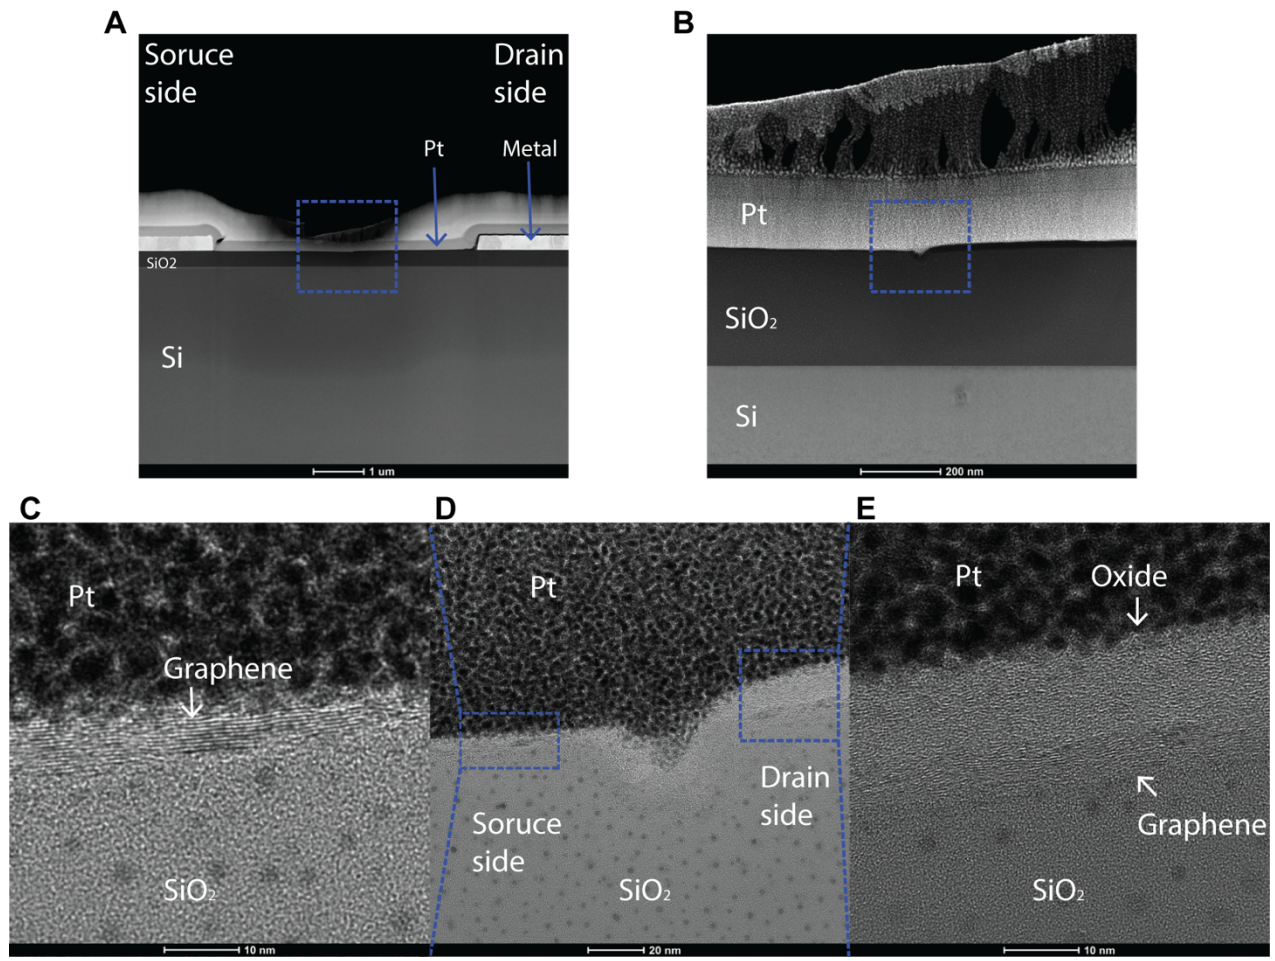 A
Soruce
side
Drain
side
Pt
Metal
SiO2
Si
1 um
B
Pt
SiO2
Si
200 nm
C
Pt
Graphene
SiO2
10 nm
D
Pt
Soruce
side
Drain
side
SiO2
20 nm
E
Pt
Oxide
Graphene
SiO2
10 nm